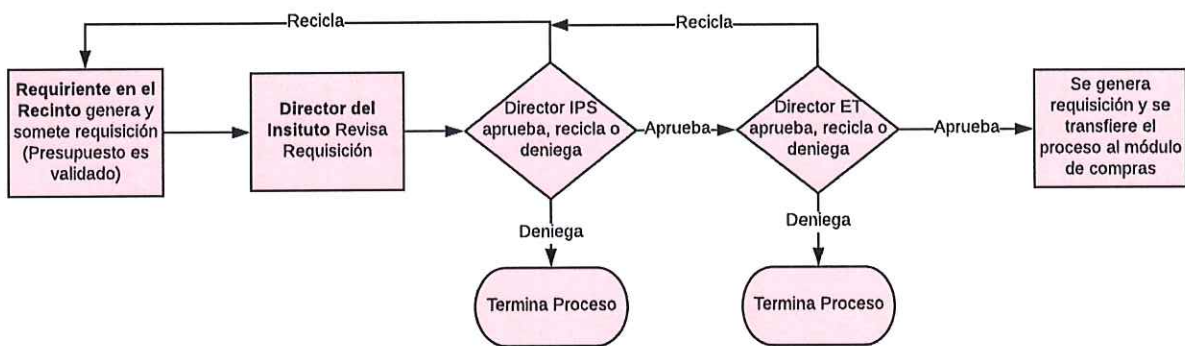 Recicla
Recicla
Requiriente en el
Recinto genera y
somete requisición
(Presupuesto es
validado)
Director del
Insituto Revisa
Requisición
Director IPS
aprueba, recicla o
deniega
Aprueba
Director ET
aprueba, recicla o
deniega
Aprueba
Se genera
requisición y se
transfiere el
proceso al módulo
de compras
Deniega
Deniega
Termina Proceso
Termina Proceso